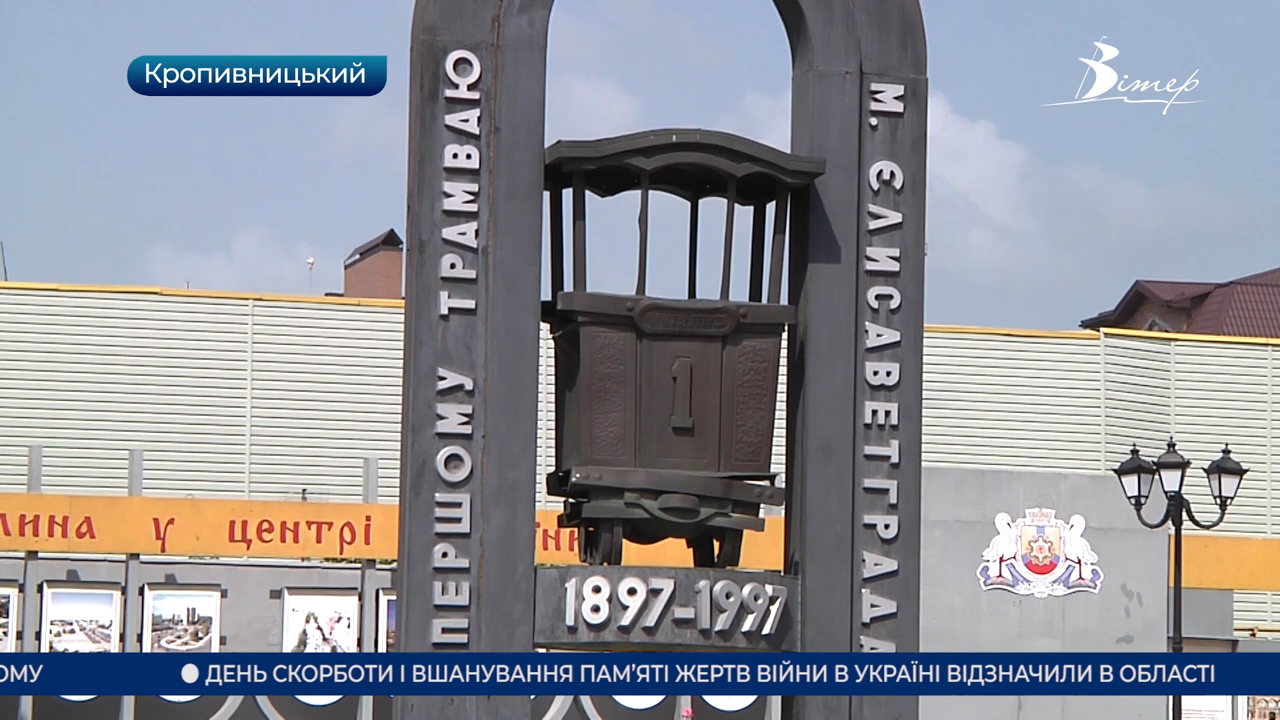 Кропивницький
Вітер
ПЕРШОМУ ТРАМВАЮ
М. ЄЛИСАВЕТГРАДА
1
1897-1997
лина у центрі
ОМУ
ДЕНЬ СКОРБОТИ І ВШАНУВАННЯ ПАМ'ЯТІ ЖЕРТВ ВІЙНИ В УКРАЇНІ ВІДЗНАЧИЛИ В ОБЛАСТІ